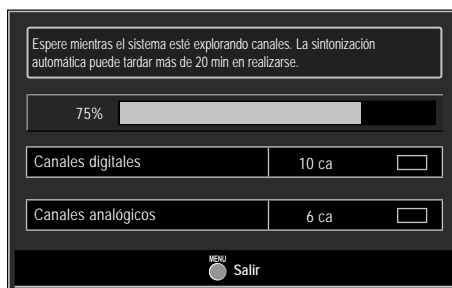 Espere mientras el sistema esté explorando canales. La sintonización
automática puede tardar más de 20 min en realizarse.
75%
Canales digitales 10 ca
Canales analógicos 6 ca
MENU
Salir